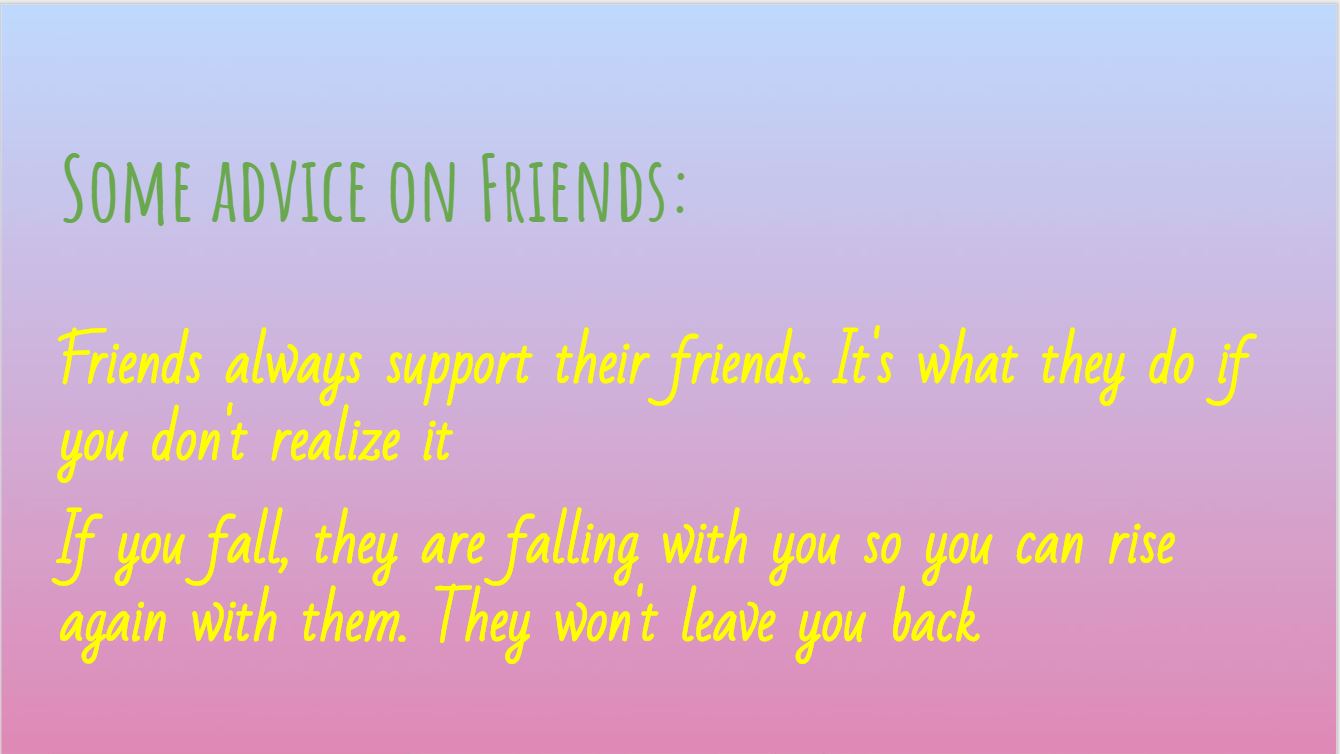 Some advice on Friends:
Friends always support their friends. It's what they do if
you don't realize it
If you fall, they are falling with you so you can rise
again with them. They won't leave you back.